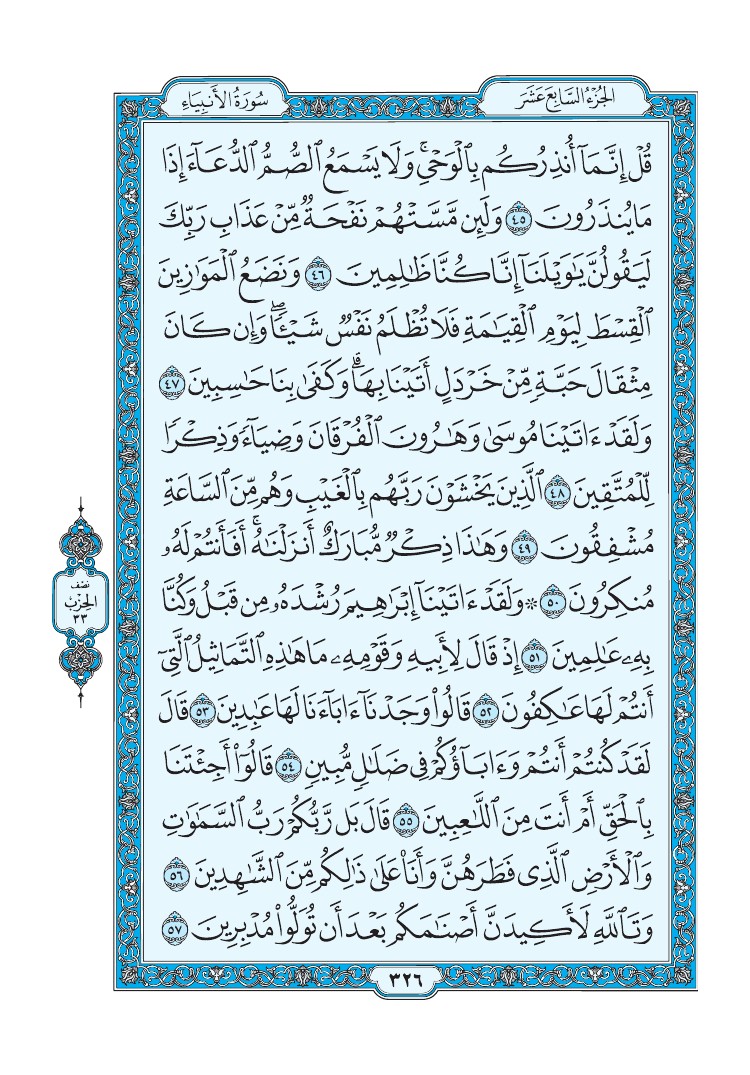 الجُزْءُ السَّابِعَ عَشَرَ
سُورَةُ الأَنبِيَاءِ
قُلْ إِنَّمَآ أُنذِرُكُم بِٱلْوَحْىِ ۚ وَلَا يَسْمَعُ ٱلصُّمُّ ٱلدُّعَآءَ إِذَا
مَا يُنذَرُونَ ٤٥ وَلَئِن مَّسَّتْهُمْ نَفْحَةٌ مِّنْ عَذَابِ رَبِّكَ
لَيَقُولُنَّ يَٰوَيْلَنَآ إِنَّا كُنَّا ظَٰلِمِينَ ٤٦ وَنَضَعُ ٱلْمَوَٰزِينَ
ٱلْقِسْطَ لِيَوْمِ ٱلْقِيَٰمَةِ فَلَا تُظْلَمُ نَفْسٌ شَيْـًٔا ۖ وَإِن كَانَ
مِثْقَالَ حَبَّةٍ مِّنْ خَرْدَلٍ أَتَيْنَا بِهَا ۗ وَكَفَىٰ بِنَا حَٰسِبِينَ ٤٧
وَلَقَدْ ءَاتَيْنَا مُوسَىٰ وَهَٰرُونَ ٱلْفُرْقَانَ وَضِيَآءً وَذِكْرًا
لِّلْمُتَّقِينَ ٤٨ ٱلَّذِينَ يَخْشَوْنَ رَبَّهُم بِٱلْغَيْبِ وَهُم مِّنَ ٱلسَّاعَةِ
مُشْفِقُونَ ٤٩ وَهَٰذَا ذِكْرٌ مُّبَارَكٌ أَنزَلْنَٰهُ ۚ أَفَأَنتُمْ لَهُۥ
مُنكِرُونَ ٥٠ ۞ وَلَقَدْ ءَاتَيْنَآ إِبْرَٰهِيمَ رُشْدَهُۥ مِن قَبْلُ وَكُنَّا
بِهِۦ عَٰلِمِينَ ٥١ إِذْ قَالَ لِأَبِيهِ وَقَوْمِهِۦ مَا هَٰذِهِ ٱلتَّمَاثِيلُ ٱلَّتِىٓ
أَنتُمْ لَهَا عَٰكِفُونَ ٥٢ قَالُوا۟ وَجَدْنَآ ءَابَآءَنَا لَهَا عَٰبِدِينَ ٥٣ قَالَ
لَقَدْ كُنتُمْ أَنتُمْ وَءَابَآؤُكُمْ فِى ضَلَٰلٍ مُّبِينٍ ٥٤ قَالُوٓا۟ أَجِئْتَنَا
بِٱلْحَقِّ أَمْ أَنتَ مِنَ ٱللَّٰعِبِينَ ٥٥ قَالَ بَل رَّبُّكُمْ رَبُّ ٱلسَّمَٰوَٰتِ
وَٱلْأَرْضِ ٱلَّذِى فَطَرَهُنَّ وَأَنَا۠ عَلَىٰ ذَٰلِكُم مِّنَ ٱلشَّٰهِدِينَ ٥٦
وَتَٱللَّهِ لَأَكِيدَنَّ أَصْنَٰمَكُم بَعْدَ أَن تُوَلُّوا۟ مُدْبِرِينَ ٥٧
نصف
الحِزْب
٣٣
٣٢٦